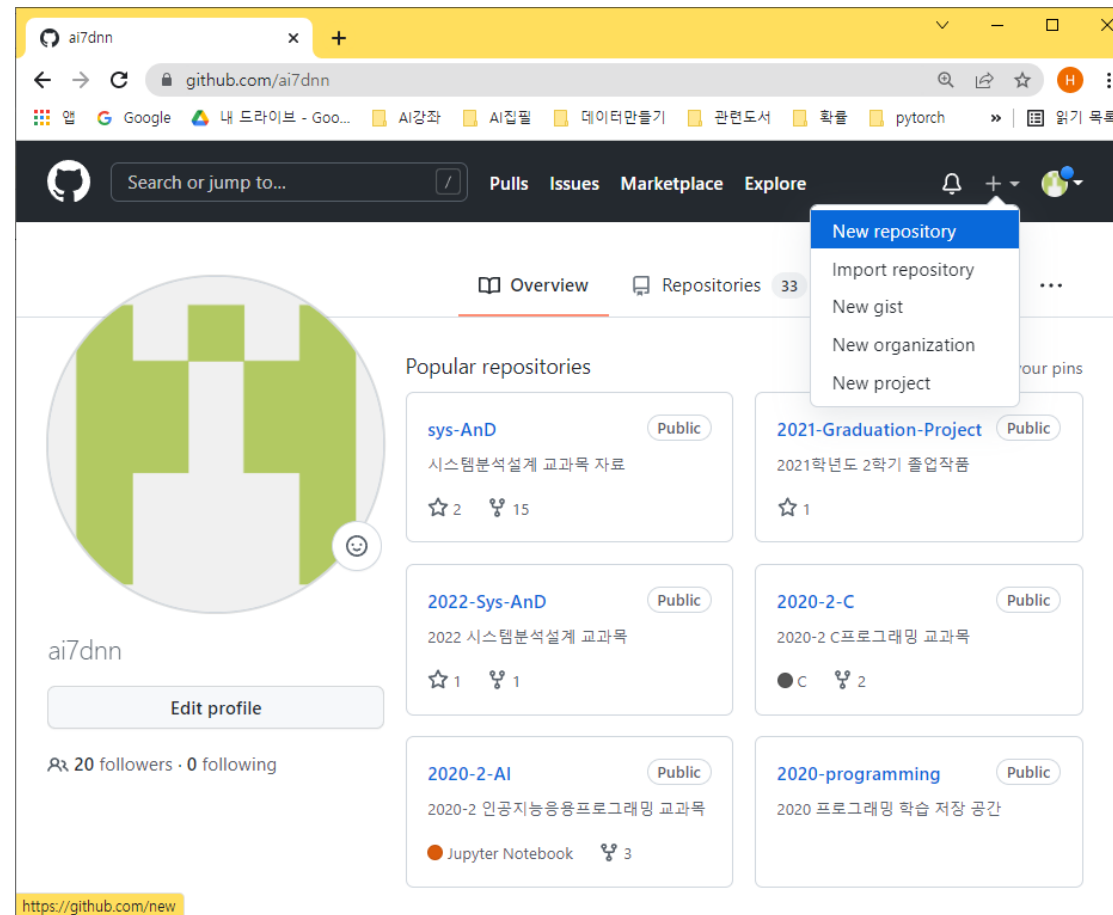 ai7dnn
github.com/ai7dnn
H
앱 Google 내 드라이브 - Goo... AI강좌 AI집필 데이터만들기 관련도서 확률 pytorch » 읽기 목록
Search or jump to... / Pulls Issues Marketplace Explore
New repository
Import repository
New gist
New organization
New project
Overview Repositories 33 ...
Popular repositories your pins
sys-AnD Public
시스템분석설계 교과목 자료
2 15
2021-Graduation-Project Public
2021학년도 2학기 졸업작품
1
2022-Sys-AnD Public
2022 시스템분석설계 교과목
1 1
2020-2-C Public
2020-2 C프로그래밍 교과목
C 2
ai7dnn
Edit profile
20 followers · 0 following
2020-2-AI Public
2020-2 인공지능응용프로그래밍 교과목
Jupyter Notebook 3
2020-programming Public
2020 프로그래밍 학습 저장 공간
https://github.com/new